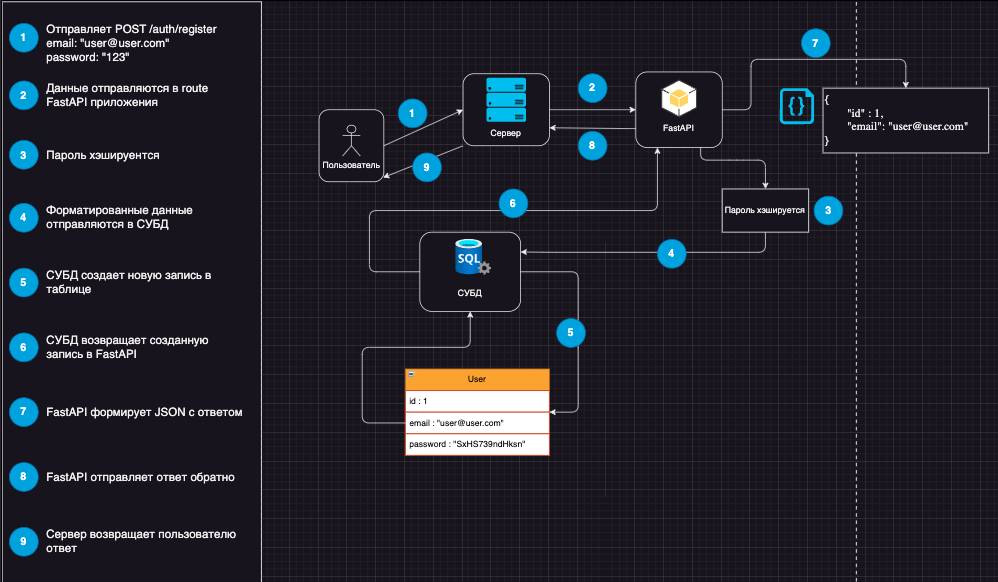 1
Отправляет POST /auth/register
email: "user@user.com"
password: "123"
2
Данные отправляются в route
FastAPI приложения
3
Пароль хэшируентся
4
Форматированные данные
отправляются в СУБД
5
СУБД создает новую запись в
таблице
6
СУБД возвращает созданную
запись в FastAPI
7
FastAPI формирует JSON с ответом
8
FastAPI отправляет ответ обратно
9
Сервер возвращает пользователю
ответ
Пользователь
1
9
Сервер
2
8
FastAPI
7
{}
{
"id" : 1,
"email": "user@user.com"
}
Пароль хэшируется
3
4
6
SQL
СУБД
5
User
id : 1
email : "user@user.com"
password : "SxHS739ndHksn"